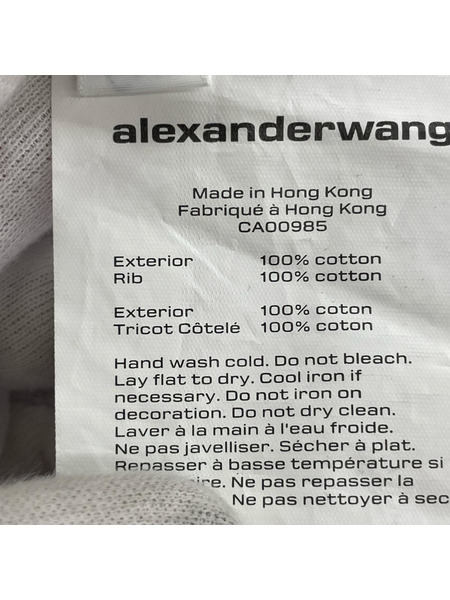 alexanderwang
Made in Hong Kong
Fabriqué à Hong Kong
CA00985
Exterior 100% cotton
Rib 100% cotton
Exterior 100% coton
Tricot Côtelé 100% coton
Hand wash cold. Do not bleach.
Lay flat to dry. Cool iron if
necessary. Do not iron on
decoration. Do not dry clean.
Laver à la main à l'eau froide.
Ne pas javelliser. Sécher à plat.
Repasser à basse température si
Ne pas repasser la
Ne pas nettoyer à sec